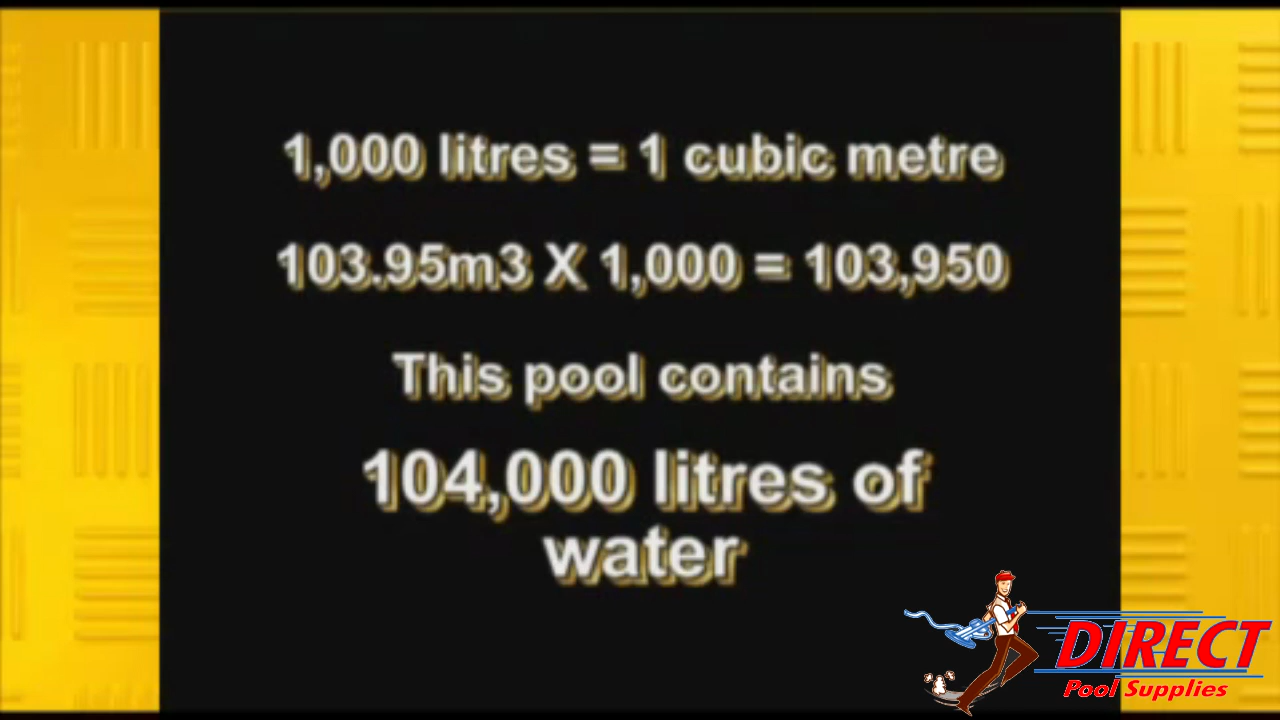 1,000 litres = 1 cubic metre
103.95m3 X 1,000 = 103,950
This pool contains
104,000 litres of
water
DIRECT
Pool Supplies